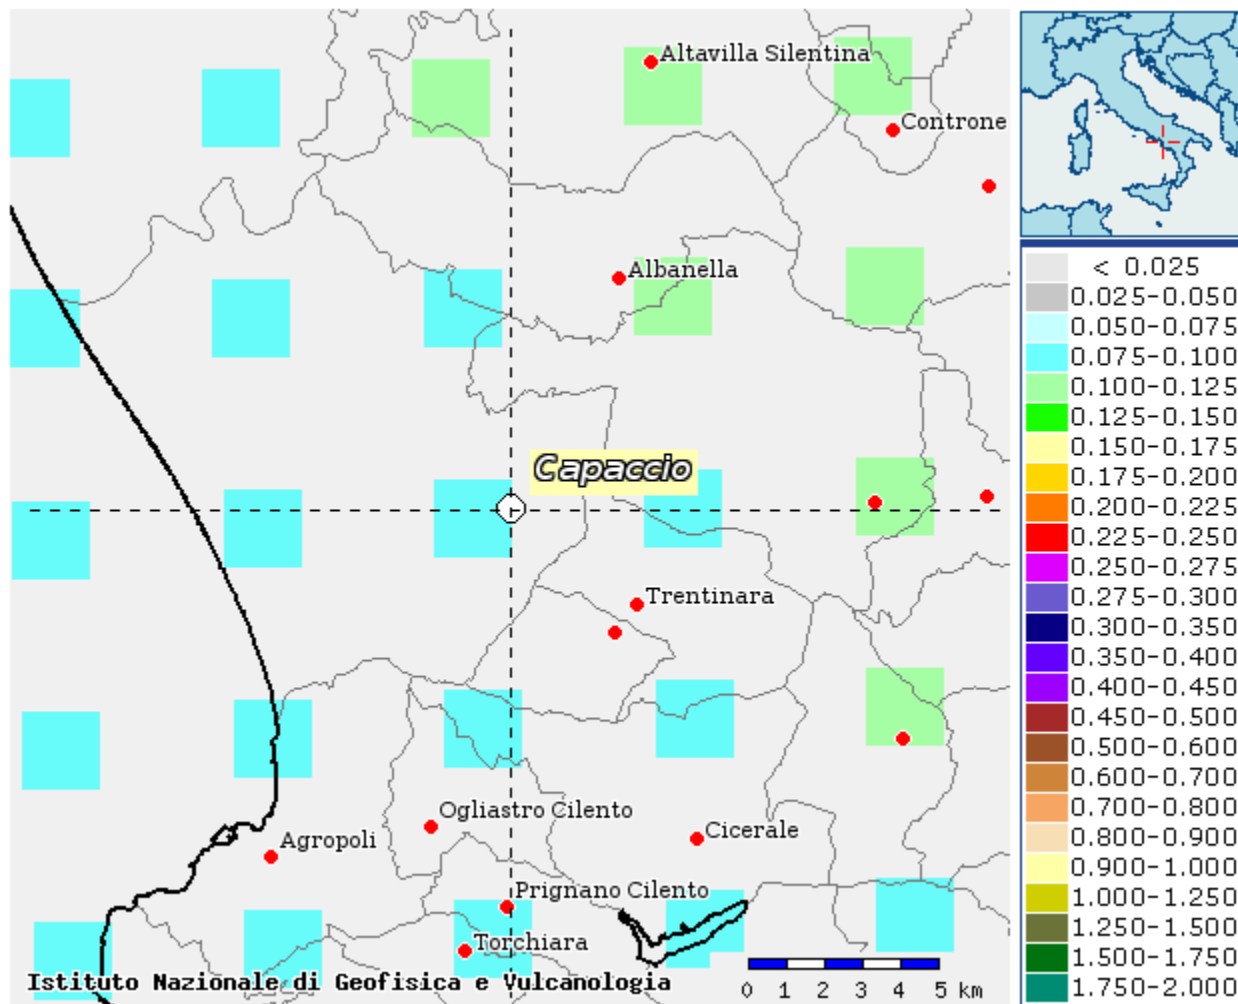 Altavilla Silentina
Controne
Albanella
Capaccio
Trentinara
Ogliastro Cilento
Agropoli
Cicerale
Prignano Cilento
Torchiara
Istituto Nazionale di Geofisica e Vulcanologia
0 1 2 3 4 5 km
< 0.025
0.025-0.050
0.050-0.075
0.075-0.100
0.100-0.125
0.125-0.150
0.150-0.175
0.175-0.200
0.200-0.225
0.225-0.250
0.250-0.275
0.275-0.300
0.300-0.350
0.350-0.400
0.400-0.450
0.450-0.500
0.500-0.600
0.600-0.700
0.700-0.800
0.800-0.900
0.900-1.000
1.000-1.250
1.250-1.500
1.500-1.750
1.750-2.000